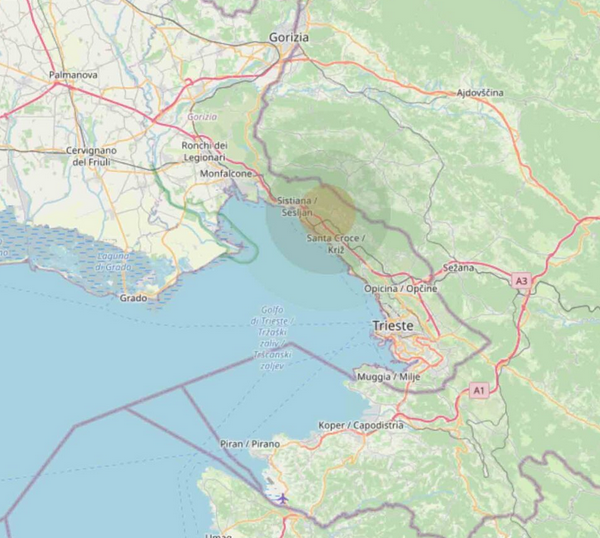 Gorizia
Palmanova
Ajdovščina
Gorizia
Cervignano
del Friuli
Ronchi dei
Legionari
Monfalcone
Sistiana /
Sesljan
Santa Croce /
Križ
Laguna
di Grado
Sežana
A3
Opicina / Opčine
Grado
Golfo
di Trieste /
Tržaški
zaliv /
Tršćanski
zaljev
Trieste
Muggia / Milje
A1
Koper / Capodistria
Piran / Pirano